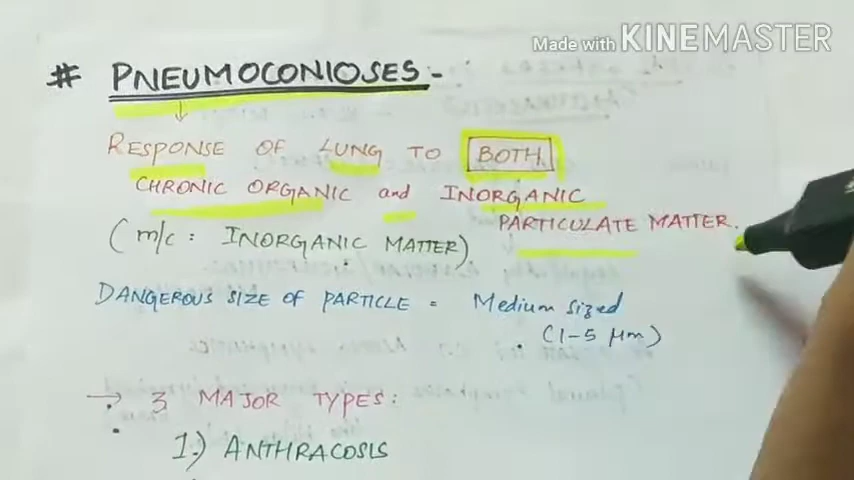 Made with KINEMASTER
# PNEUMOCONIOSES -
RESPONSE OF LUNG TO BOTH
CHRONIC ORGANIC and INORGANIC
PARTICULATE MATTER.
(m/c : INORGANIC MATTER).
DANGEROUS SIZE OF PARTICLE = Medium sized
(1-5 μm)
→ 3 MAJOR TYPES:
1.) ANTHRACOSIS